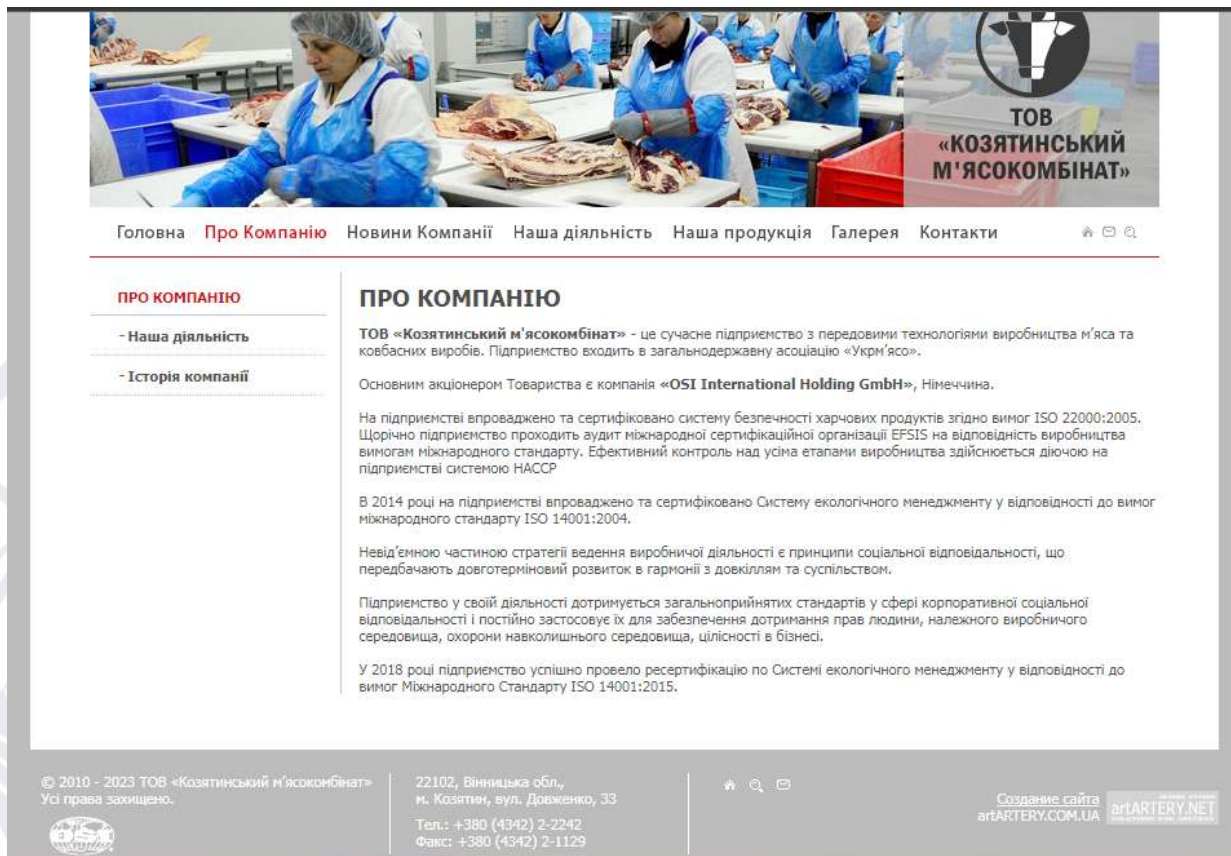 ТОВ
«КОЗЯТИНСЬКИЙ
М'ЯСОКОМБІНАТ»
Головна Про Компанію Новини Компанії Наша діяльність Наша продукція Галерея Контакти
ПРО КОМПАНІЮ
- Наша діяльність
- Історія компанії
ПРО КОМПАНІЮ
ТОВ «Козятинський м'ясокомбінат» - це сучасне підприємство з передовими технологіями виробництва м’яса та
ковбасних виробів. Підприємство входить в загальнодержавну асоціацію «Укрм’ясо».
Основним акціонером Товариства є компанія «OSI International Holding GmbH», Німеччина.
На підприємстві впроваджено та сертифіковано систему безпечності харчових продуктів згідно вимог ISO 22000:2005.
Щорічно підприємство проходить аудит міжнародної сертифікаційної організації EFSIS на відповідність виробництва
вимогам міжнародного стандарту. Ефективний контроль над усіма етапами виробництва здійснюється діючою на
підприємстві системою НАССР
В 2014 році на підприємстві впроваджено та сертифіковано Систему екологічного менеджменту у відповідності до вимог
міжнародного стандарту ISO 14001:2004.
Невід’ємною частиною стратегії ведення виробничої діяльності є принципи соціальної відповідальності, що
передбачають довготерміновий розвиток в гармонії з довкіллям та суспільством.
Підприємство у своїй діяльності дотримується загальноприйнятих стандартів у сфері корпоративної соціальної
відповідальності і постійно застосовує їх для забезпечення дотримання прав людини, належного виробничого
середовища, охорони навколишнього середовища, цілісності в бізнесі.
У 2018 році підприємство успішно провело ресертифікацію по Системі екологічного менеджменту у відповідності до
вимог Міжнародного Стандарту ISO 14001:2015.
© 2010 - 2023 ТОВ «Козятинський м’ясокомбінат»
Усі права захищено.
OSI
22102, Вінницька обл.,
м. Козятин, вул. Довженко, 33
Тел.: +380 (4342) 2-2242
Факс: +380 (4342) 2-1129
Создание сайта
artARTERY.COM.UA
artARTERY.NET